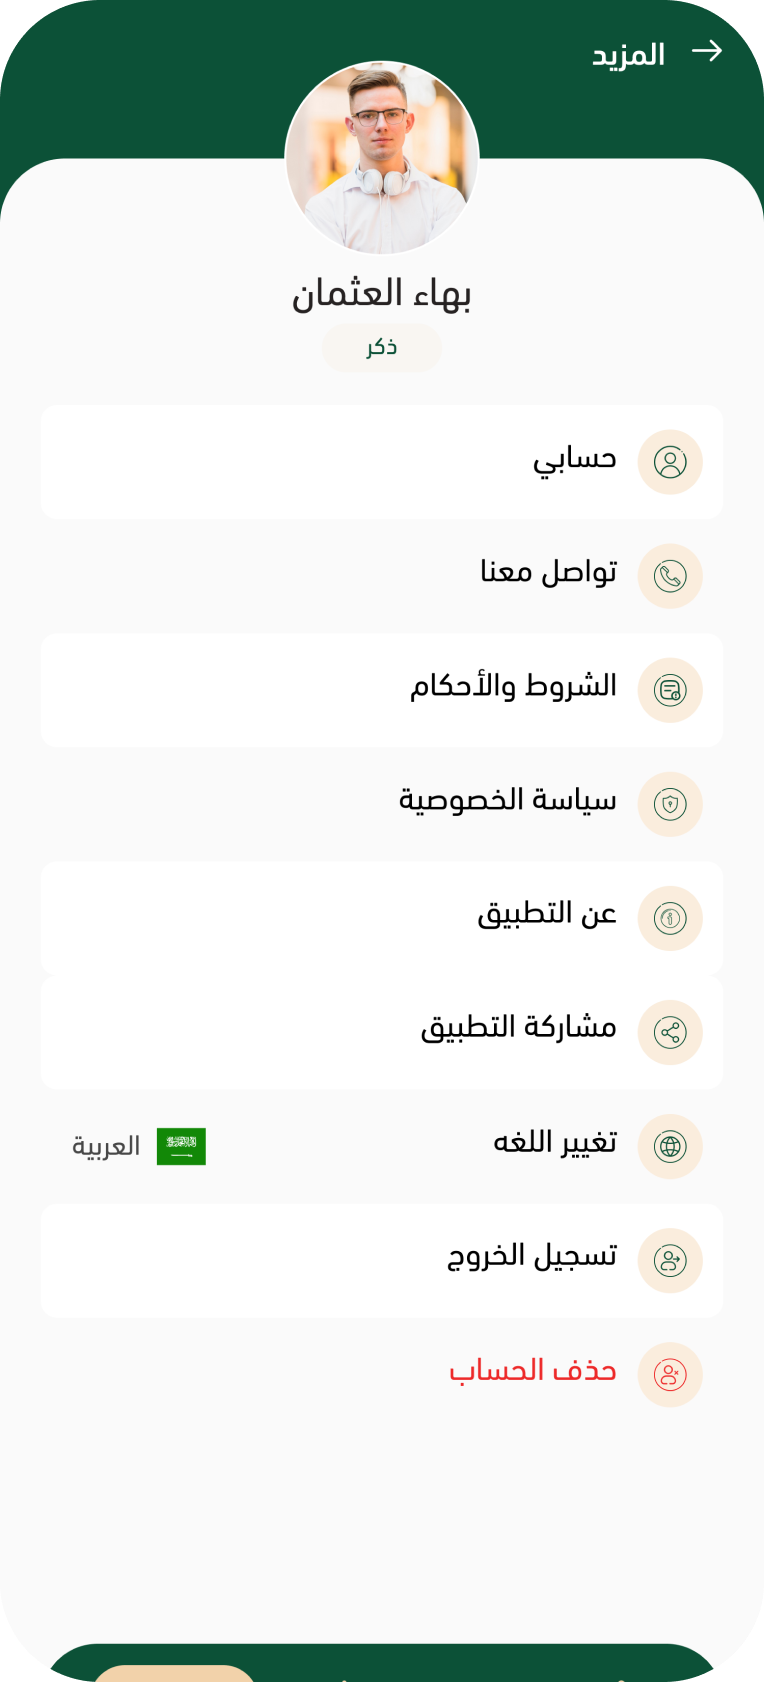 المزيد
بهاء العثمان
ذكر
حسابي
تواصل معنا
الشروط والأحكام
سياسة الخصوصية
عن التطبيق
مشاركة التطبيق
تغيير اللغه
العربية
تسجيل الخروج
حذف الحساب